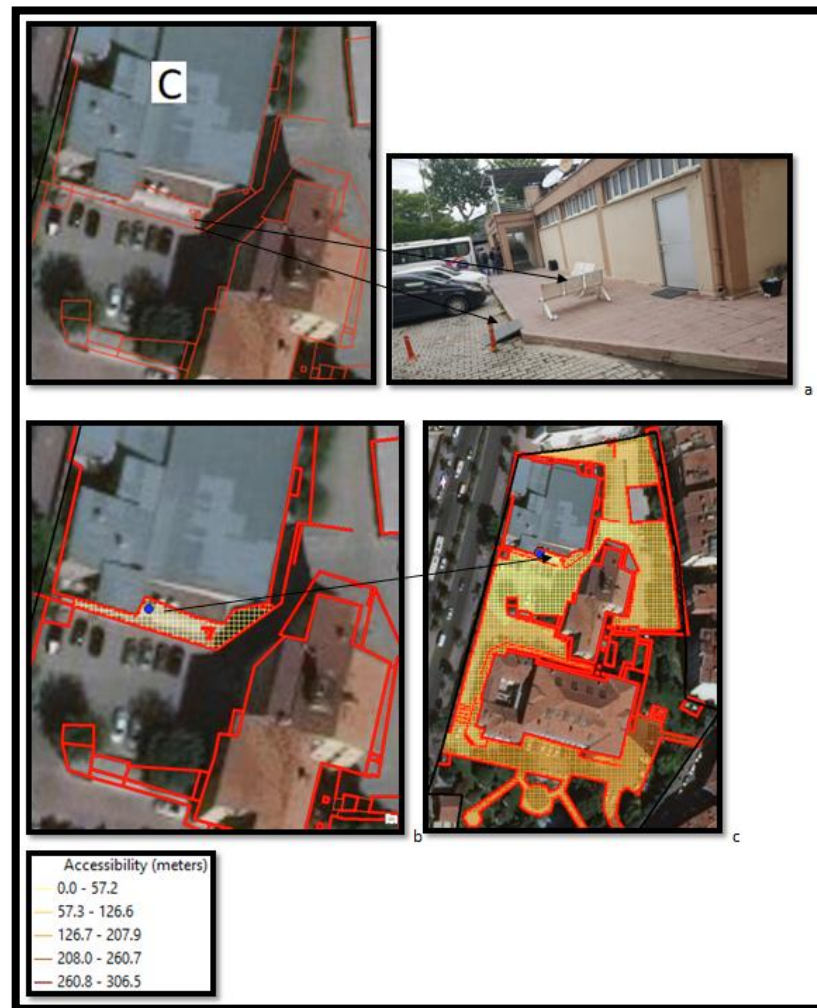 C
a
b
c
Accessibility (meters)
0.0 - 57.2
57.3 - 126.6
126.7 - 207.9
208.0 - 260.7
260.8 - 306.5